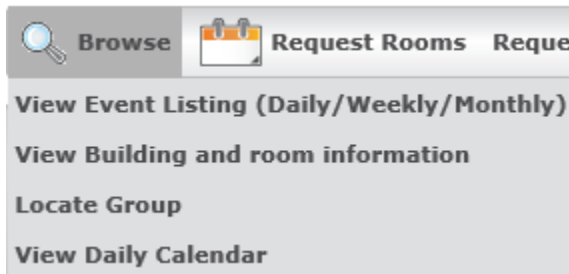 Browse Request Rooms Reque
View Event Listing (Daily/Weekly/Monthly)
View Building and room information
Locate Group
View Daily Calendar